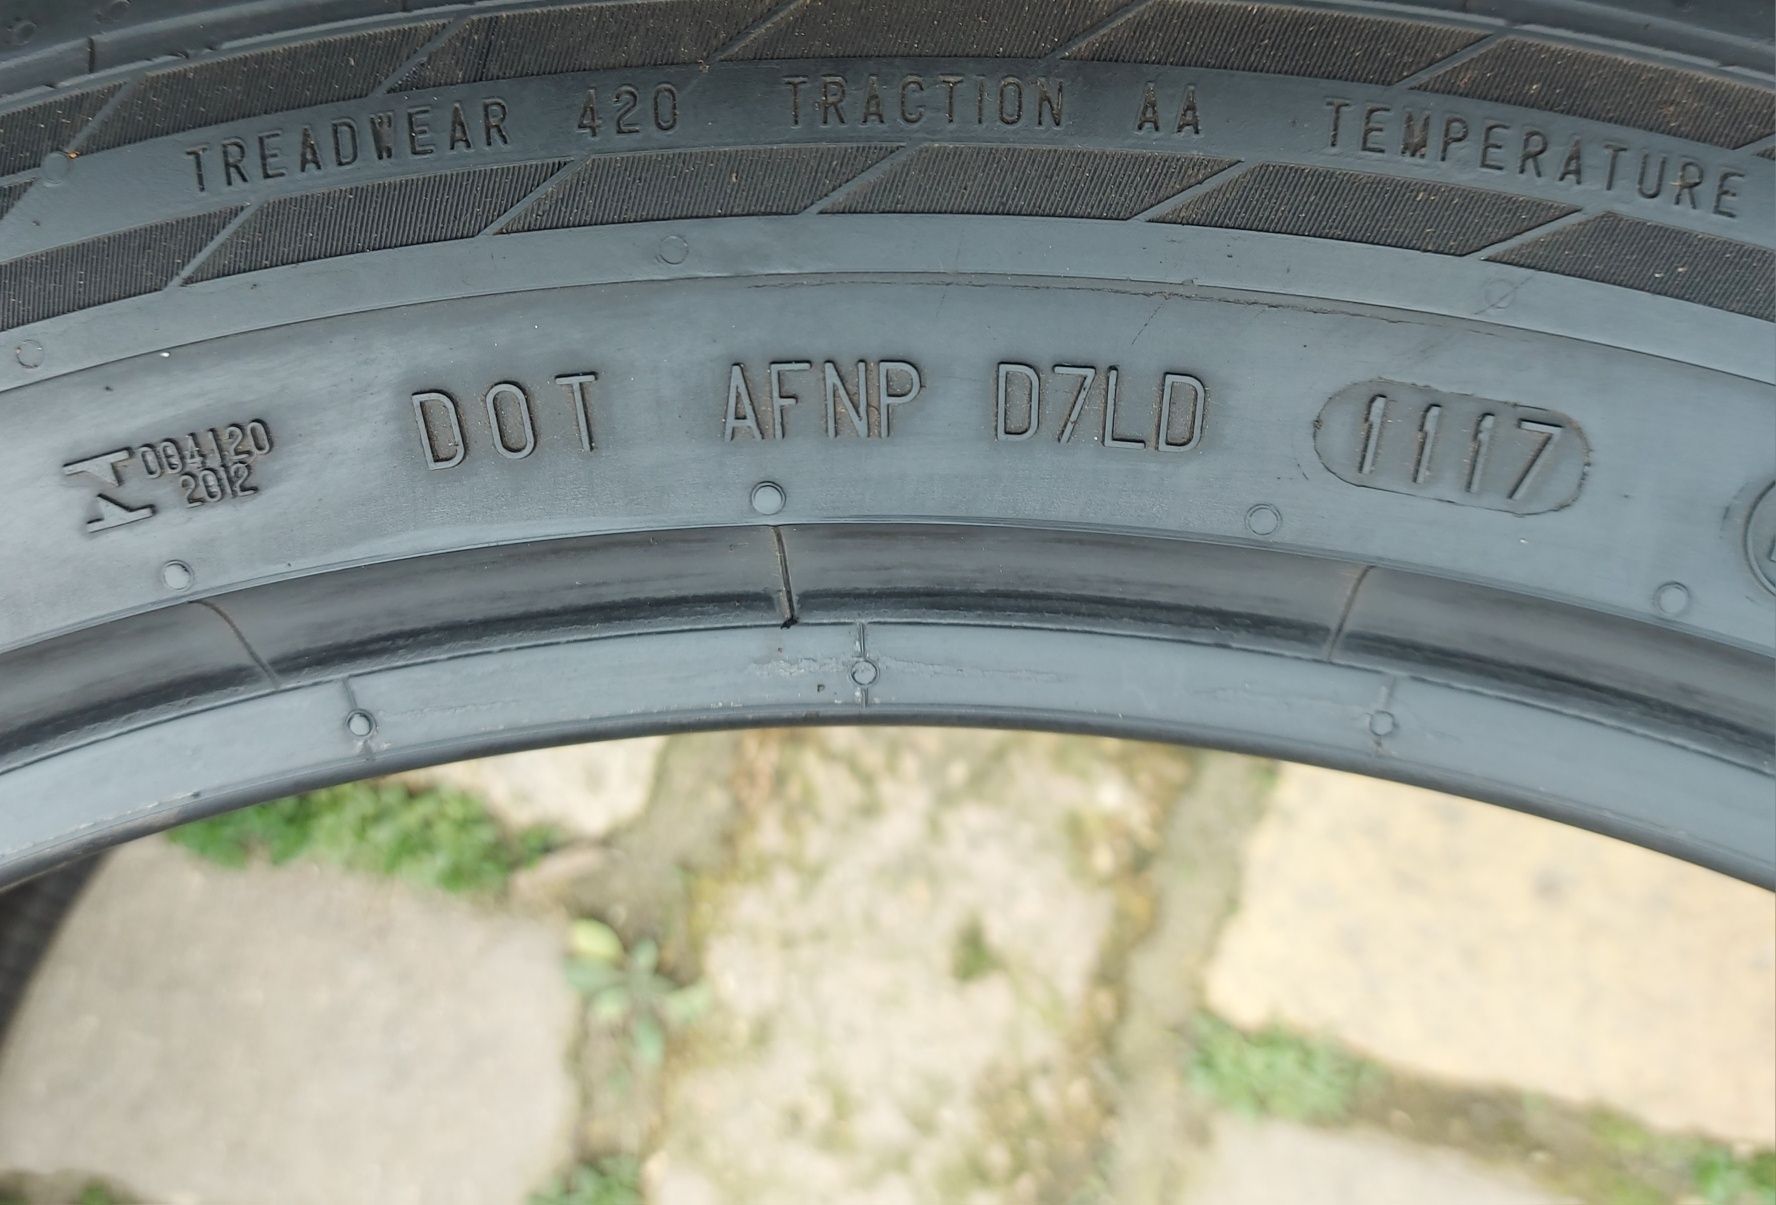 TREADWEAR 420 TRACTION AA TEMPERATURE
DOT AFNP D7LD 1117
004120
2012